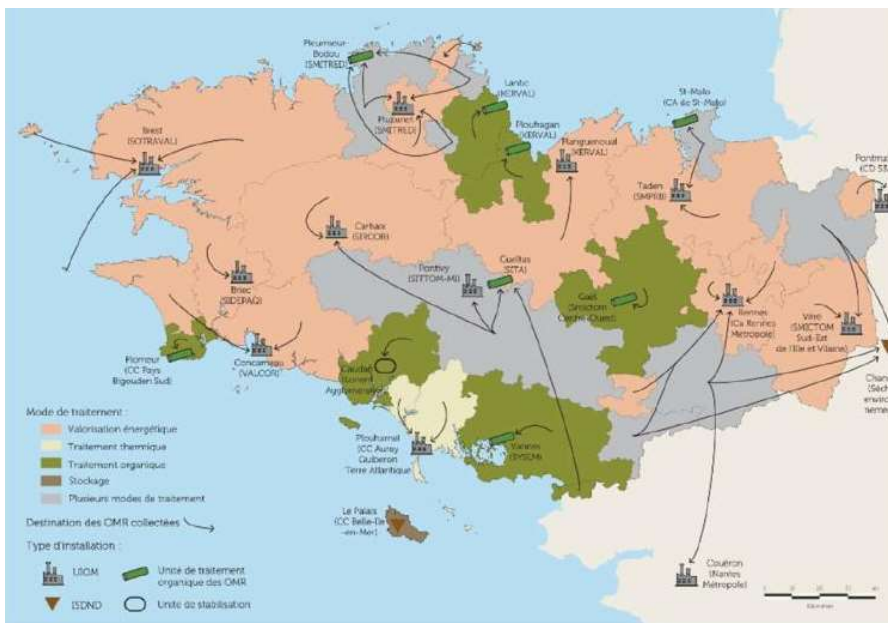 Pleumeur-
Bodou
(SMITRED)
Lantic
(KERVAL)
St-Malo
(CA de St-Malo)
Brest
(SOTRAVAL)
Pluzunet
(SMITRED)
Ploufragan
(KERVAL)
Planguenoual
(KERVAL)
Taden
(SMPRB)
Carhaix
(SIRCOB)
Briec
(SIDEPAQ)
Pontivy
(SITTOM-MI)
Gueltas
(SITA)
Gaël
(Smictom
Centre Ouest)
Rennes
(Ca Rennes
Métropole)
Vitré
(SMICTOM
Sud-Est
de l'Ille et Vilaine)
Plomeur
(CC Pays
Bigouden Sud)
Concarneau
(VALCOR)
Caudan
(Lorient
Agglomération)
Plouharnel
(CC Auray
Quiberon
Terre Atlantique)
Vannes
(SYSEM)
Le Palais
(CC Belle-Ile
-en-Mer)
Couëron
(Nantes
Métropole)
Mode de traitement :
Valorisation énergétique
Traitement thermique
Traitement organique
Stockage
Plusieurs modes de traitement
Destination des OMR collectées
Type d'installation :
UIOM
Unité de traitement
organique des OMR
ISDND
Unité de stabilisation